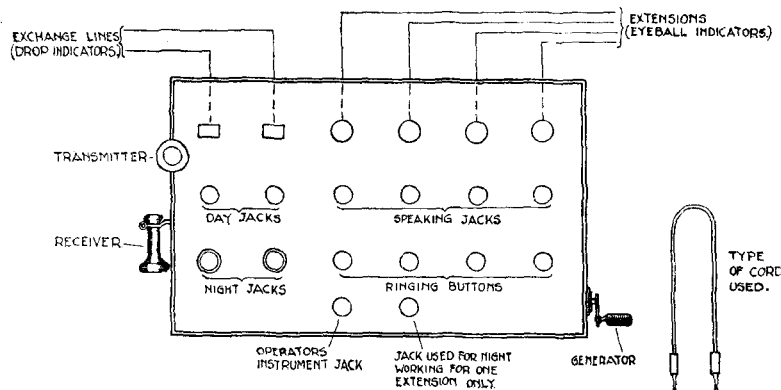 EXCHANGE LINES
(DROP INDICATORS)
EXTENSIONS
(EYEBALL INDICATORS)
TRANSMITTER
DAY JACKS
SPEAKING JACKS
RECEIVER
NIGHT JACKS
RINGING BUTTONS
TYPE
OF CORD
USED.
OPERATORS
INSTRUMENT JACK
JACK USED FOR NIGHT
WORKING FOR ONE
EXTENSION ONLY.
GENERATOR